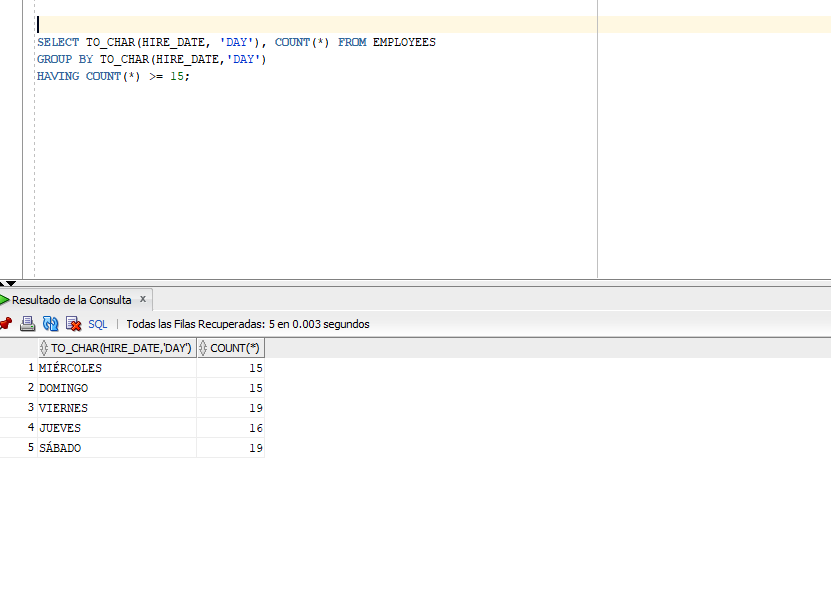 SELECT TO_CHAR(HIRE_DATE, 'DAY'), COUNT(*) FROM EMPLOYEES
GROUP BY TO_CHAR(HIRE_DATE,'DAY')
HAVING COUNT(*) >= 15;
Resultado de la Consulta x
SQL | Todas las Filas Recuperadas: 5 en 0.003 segundos
TO_CHAR(HIRE_DATE,'DAY') COUNT(*)
1 MIÉRCOLES 15
2 DOMINGO 15
3 VIERNES 19
4 JUEVES 16
5 SÁBADO 19